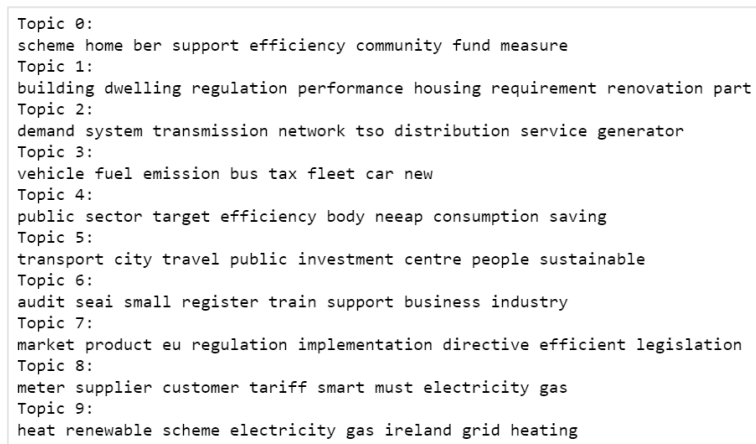 Topic 0:
scheme home ber support efficiency community fund measure
Topic 1:
building dwelling regulation performance housing requirement renovation part
Topic 2:
demand system transmission network tso distribution service generator
Topic 3:
vehicle fuel emission bus tax fleet car new
Topic 4:
public sector target efficiency body neeap consumption saving
Topic 5:
transport city travel public investment centre people sustainable
Topic 6:
audit seai small register train support business industry
Topic 7:
market product eu regulation implementation directive efficient legislation
Topic 8:
meter supplier customer tariff smart must electricity gas
Topic 9:
heat renewable scheme electricity gas ireland grid heating